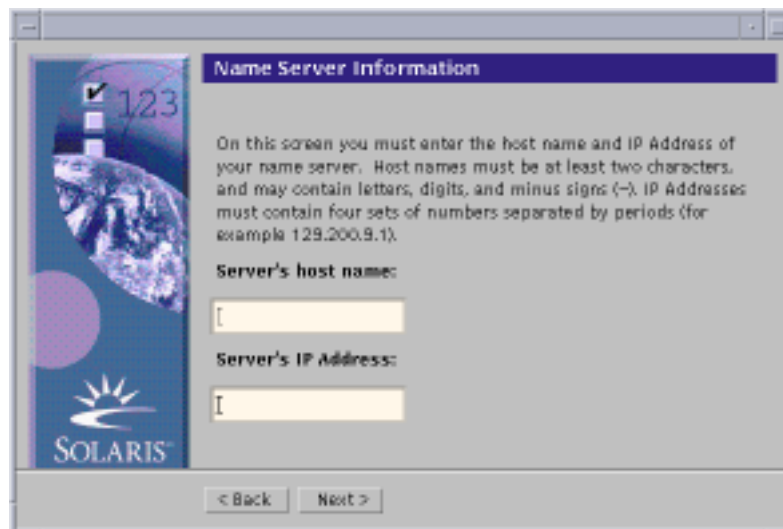 Name Server Information
123
On this screen you must enter the host name and IP Address of
your name server. Host names must be at least two characters,
and may contain letters, digits, and minus signs (-). IP Addresses
must contain four sets of numbers separated by periods (for
example 129.200.9.1).
Server's host name:
Server's IP Address:
SOLARIS™
< Back
Next >